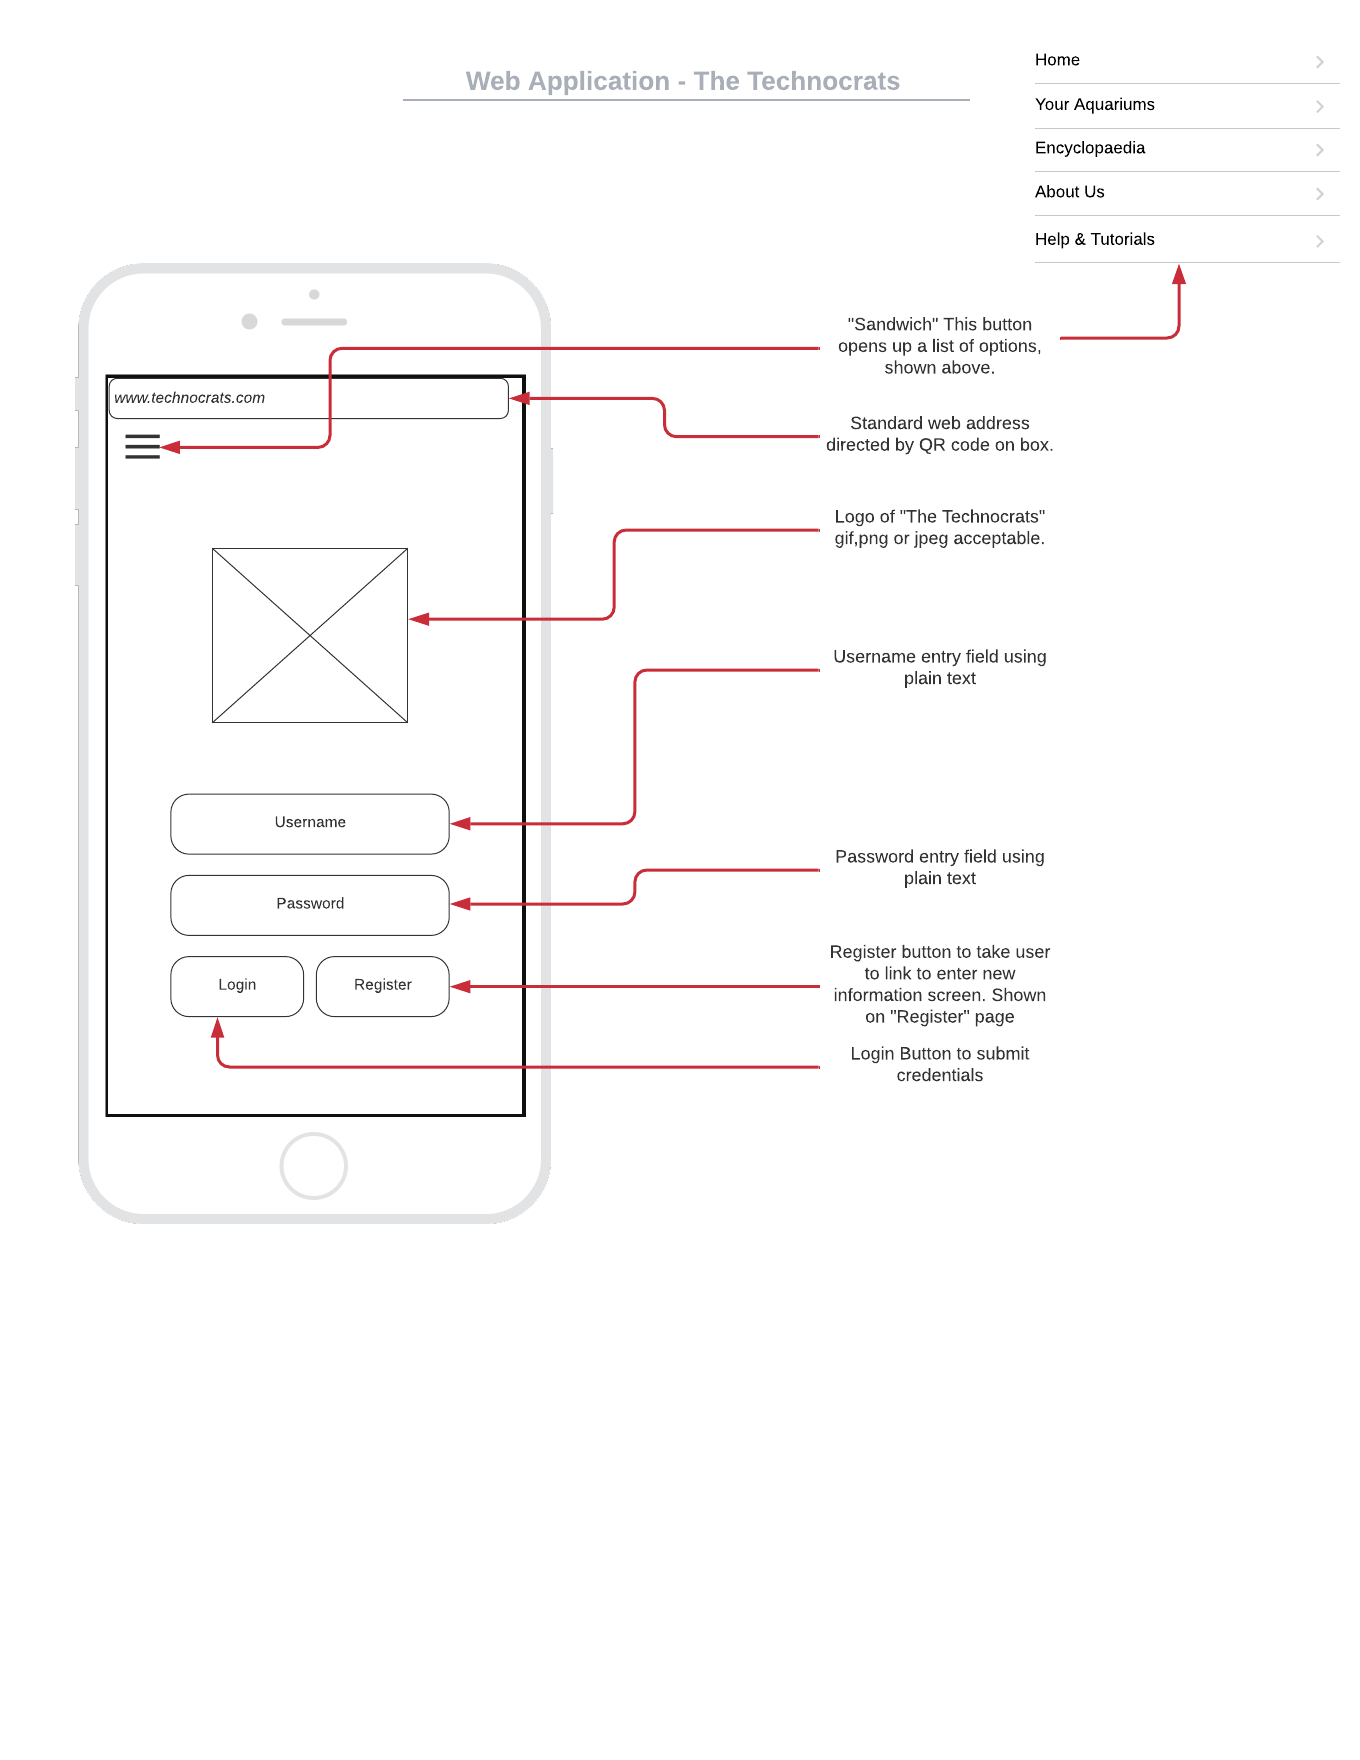 Web Application - The Technocrats
Home
Your Aquariums
Encyclopaedia
About Us
Help & Tutorials
"Sandwich" This button
opens up a list of options,
shown above.
www.technocrats.com
Standard web address
directed by QR code on box.
Logo of "The Technocrats"
gif,png or jpeg acceptable.
Username entry field using
plain text
Username
Password entry field using
plain text
Password
Register button to take user
to link to enter new
information screen. Shown
on "Register" page
Login
Register
Login Button to submit
credentials